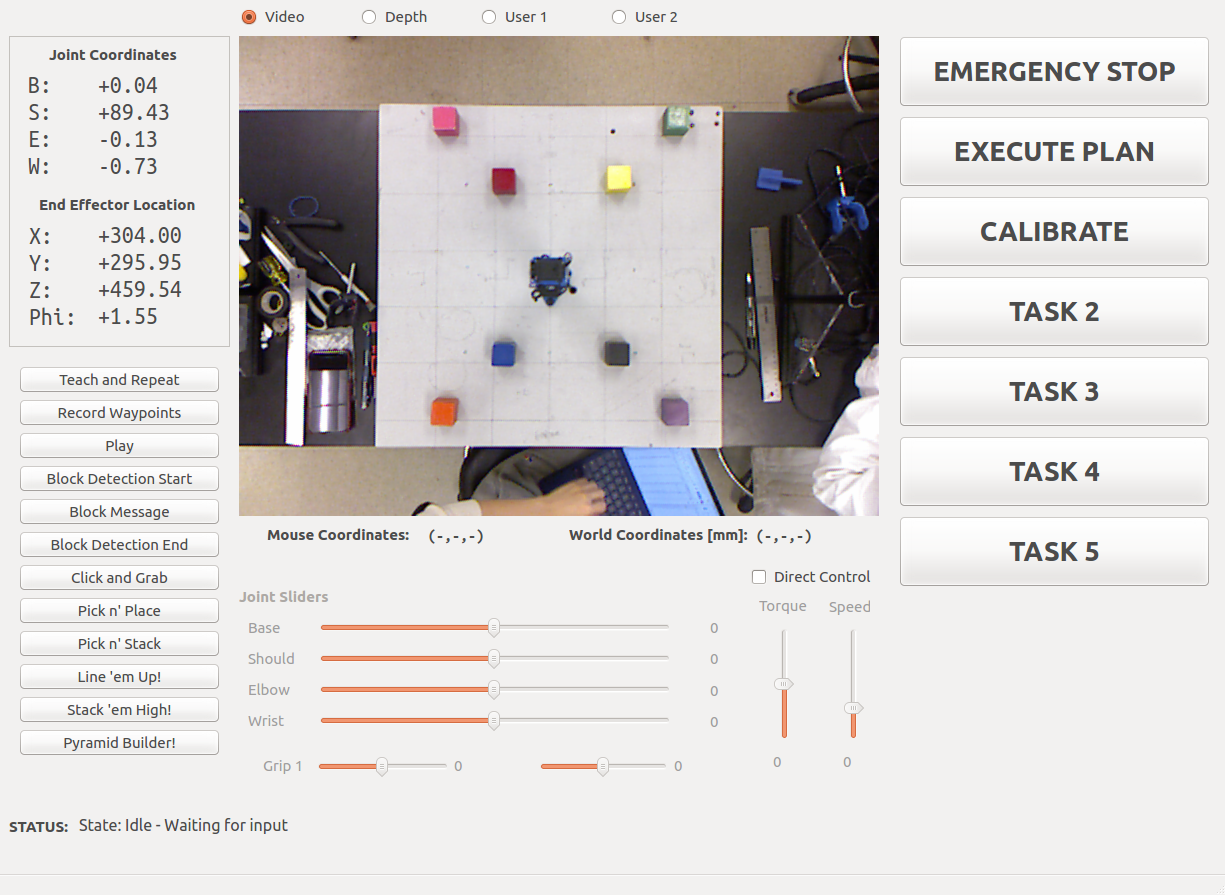 Video Depth User 1 User 2
Joint Coordinates
B: +0.04
S: +89.43
E: -0.13
W: -0.73
End Effector Location
X: +304.00
Y: +295.95
Z: +459.54
Phi: +1.55
Teach and Repeat
Record Waypoints
Play
Block Detection Start
Block Message
Block Detection End
Click and Grab
Pick n' Place
Pick n' Stack
Line 'em Up!
Stack 'em High!
Pyramid Builder!
Mouse Coordinates: (-,-,-) World Coordinates [mm]: (-,-,-)
Direct Control
Joint Sliders
Torque Speed
Base 0
Should 0
Elbow 0
Wrist 0
Grip 1 0 0
0 0
EMERGENCY STOP
EXECUTE PLAN
CALIBRATE
TASK 2
TASK 3
TASK 4
TASK 5
STATUS: State: Idle - Waiting for input